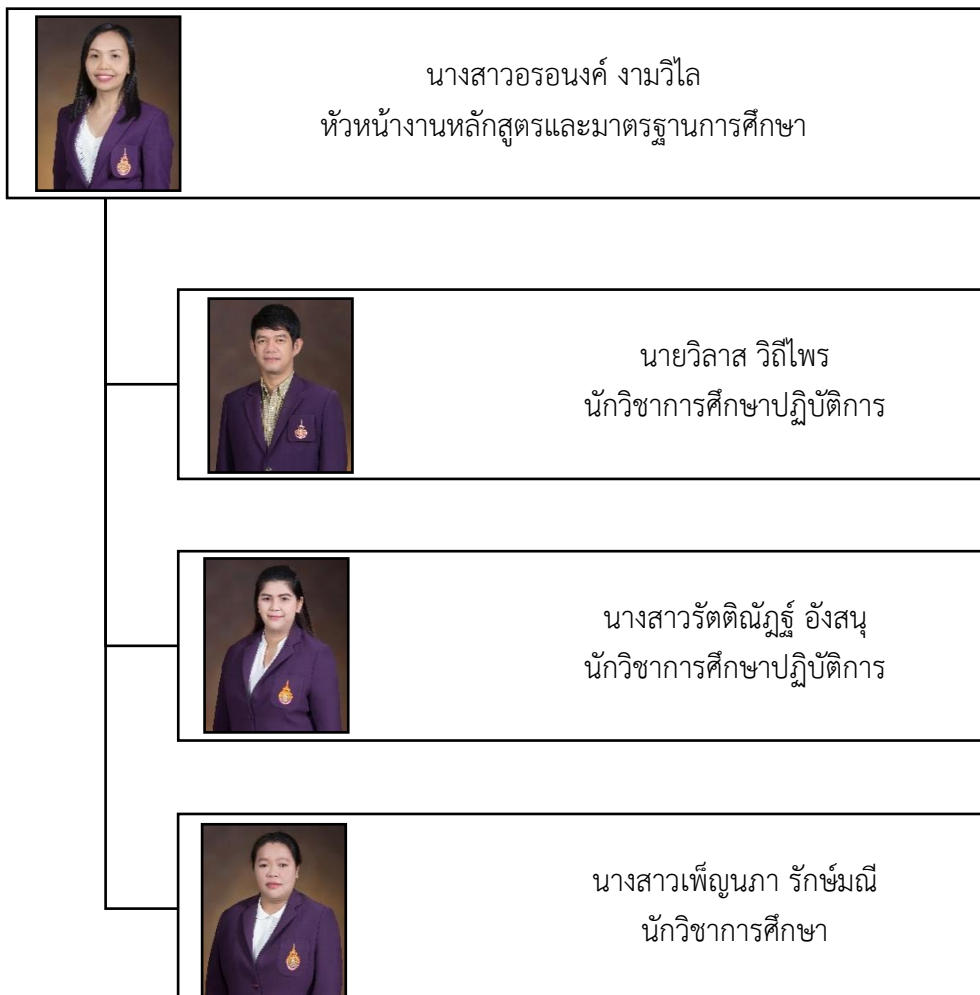 นางสาวอรอนงค์ งามวิไล
หัวหน้างานหลักสูตรและมาตรฐานการศึกษา
นายวิลาส วิถีไพร
นักวิชาการศึกษาปฏิบัติการ
นางสาวรัตติณัฎฐ์ อังสนุ
นักวิชาการศึกษาปฏิบัติการ
นางสาวเพ็ญนภา รักษ์มณี
นักวิชาการศึกษา